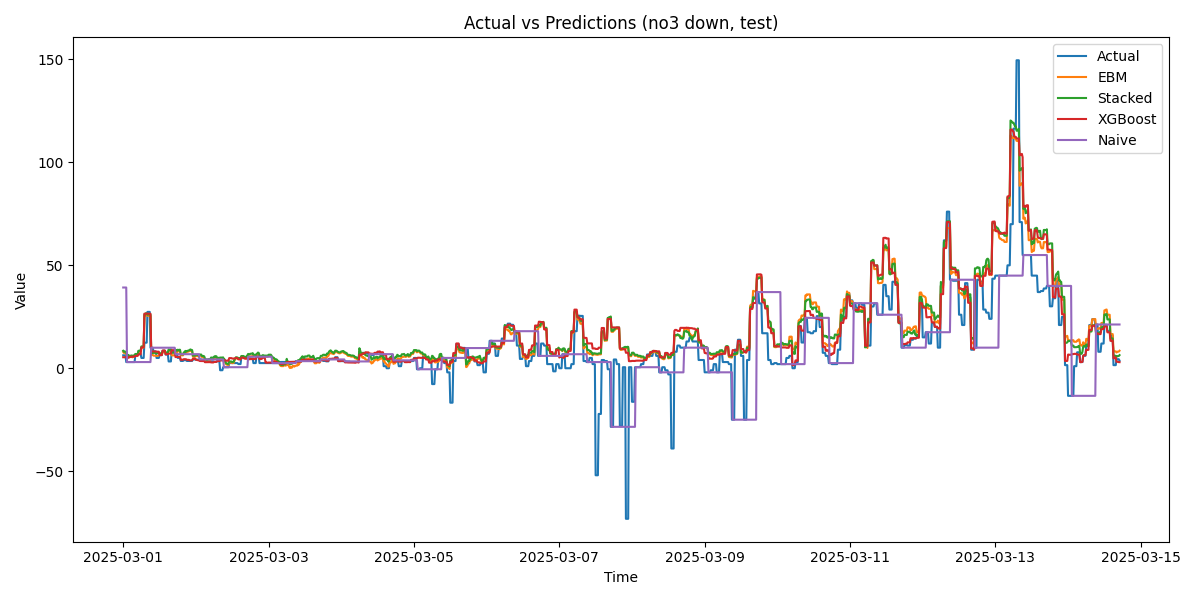 Actual vs Predictions (no3 down, test)
Actual
EBM
Stacked
XGBoost
Naive
150
100
50
0
−50
Value
2025-03-01
2025-03-03
2025-03-05
2025-03-07
2025-03-09
2025-03-11
2025-03-13
2025-03-15
Time